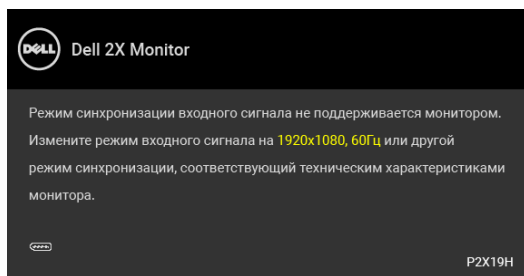 DELL Dell 2X Monitor
Режим синхронизации входного сигнала не поддерживается монитором.
Измените режим входного сигнала на 1920x1080, 60Гц или другой
режим синхронизации, соответствующий техническим характеристиками
монитора.
P2X19H